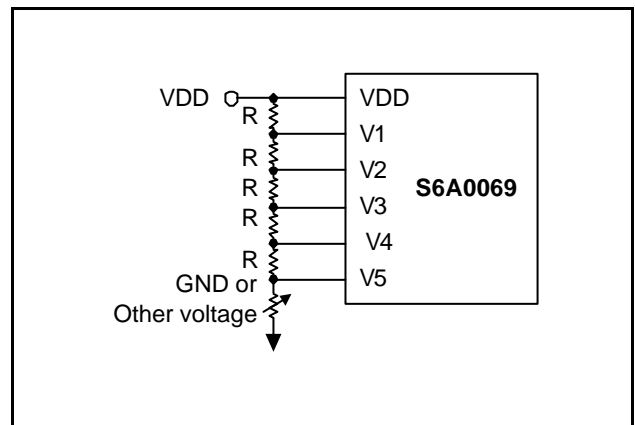 VDD VDD
R
V1
R
V2
R
S6A0069
V3
R
V4
R
V5
GND or
Other voltage